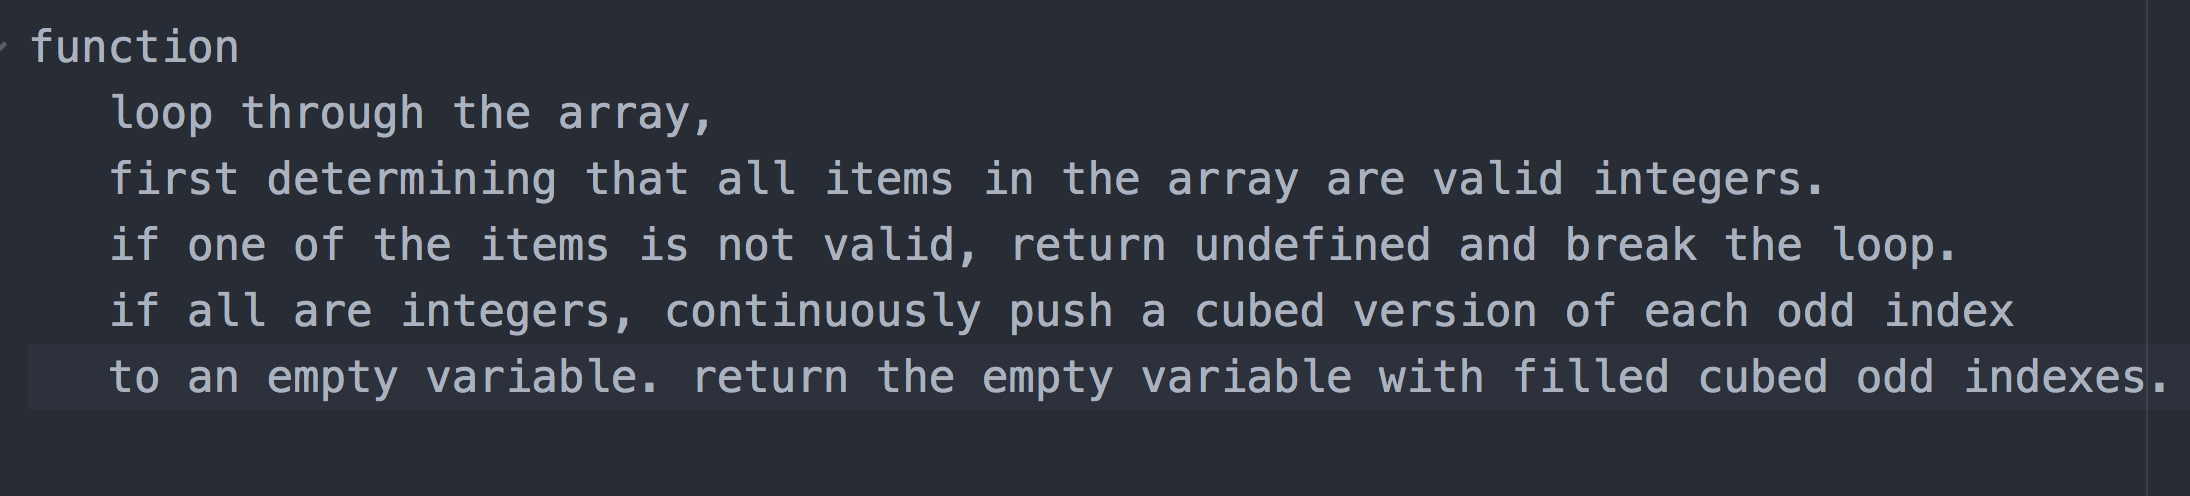 function
loop through the array,
first determining that all items in the array are valid integers.
if one of the items is not valid, return undefined and break the loop.
if all are integers, continuously push a cubed version of each odd index
to an empty variable. return the empty variable with filled cubed odd indexes.